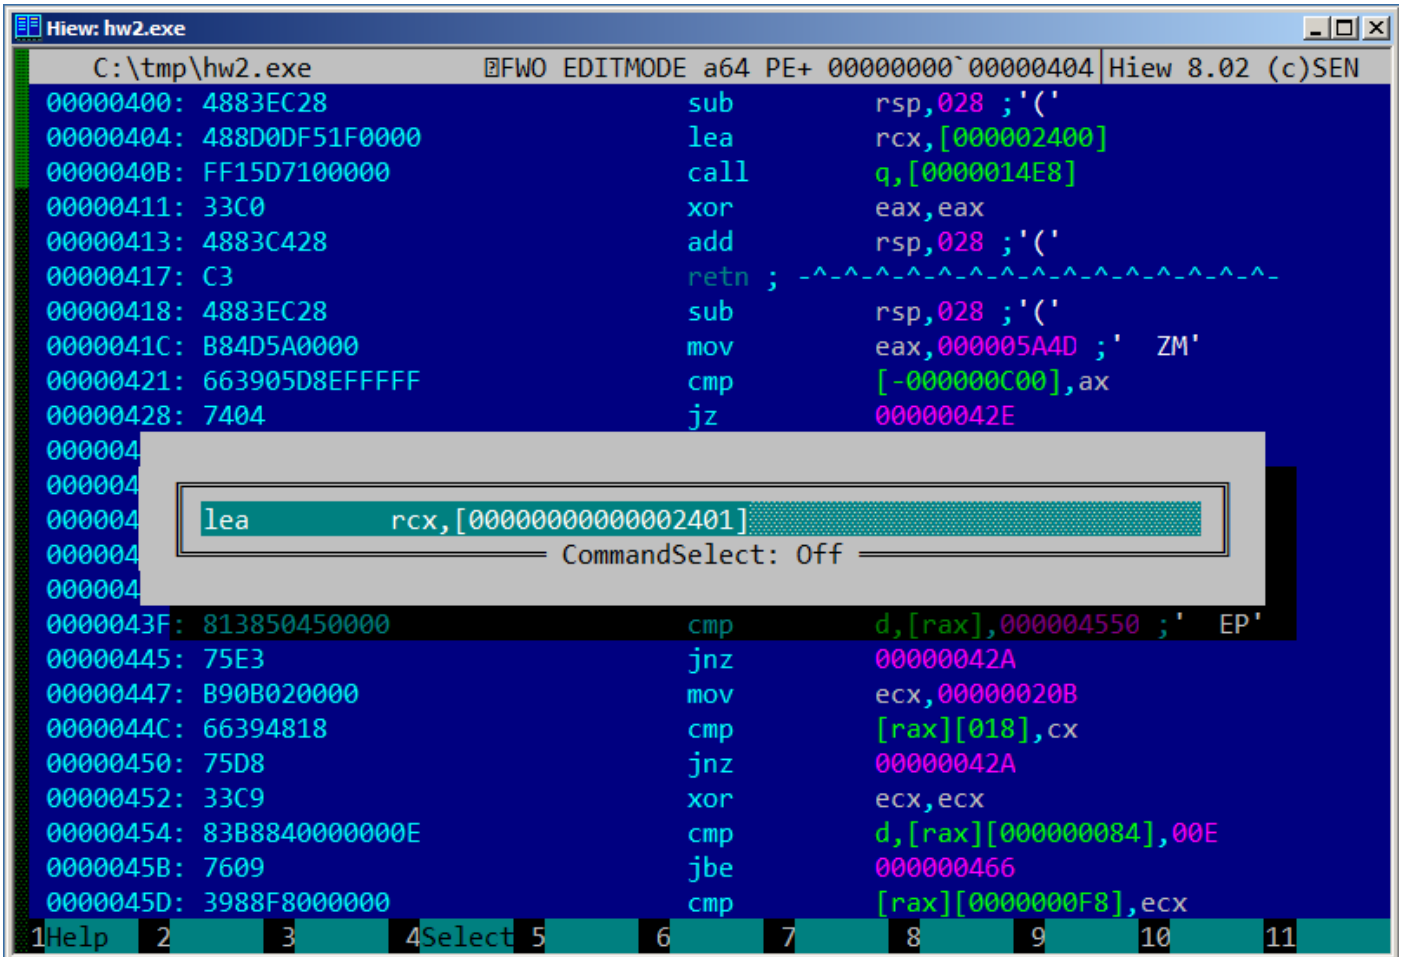 Hiew: hw2.exe
C:\tmp\hw2.exe FWO EDITMODE a64 PE+ 00000000`00000404 Hiew 8.02 (c)SEN
00000400: 4883EC28 sub rsp,028 ;'('
00000404: 488D0DF51F0000 lea rcx,[000002400]
0000040B: FF15D7100000 call q,[0000014E8]
00000411: 33C0 xor eax,eax
00000413: 4883C428 add rsp,028 ;'('
00000417: C3 retn ; -^-^-^-^-^-^-^-^-^-^-^-^-^-^-^-
00000418: 4883EC28 sub rsp,028 ;'('
0000041C: B84D5A0000 mov eax,000005A4D ;'  ZM'
00000421: 663905D8EFFFFF cmp [-000000C00],ax
00000428: 7404 jz 00000042E
000004
000004
000004
lea rcx,[00000000000002401]
000004
CommandSelect: Off
000004
0000043F: 813850450000 cmp d,[rax],000004550 ;'  EP'
00000445: 75E3 jnz 00000042A
00000447: B90B020000 mov ecx,00000020B
0000044C: 66394818 cmp [rax][018],cx
00000450: 75D8 jnz 00000042A
00000452: 33C9 xor ecx,ecx
00000454: 83B8840000000E cmp d,[rax][000000084],00E
0000045B: 7609 jbe 000000466
0000045D: 3988F8000000 cmp [rax][0000000F8],ecx
1Help 2 3 4Select 5 6 7 8 9 10 11